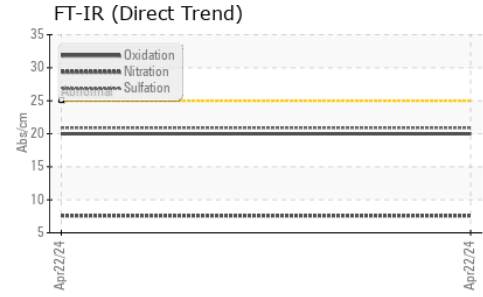 FT-IR (Direct Trend)
35
30
25
20
15
10
5
Abs/cm
Oxidation
Nitration
Sulfation
Abnormal
Apr22/24
Apr22/24